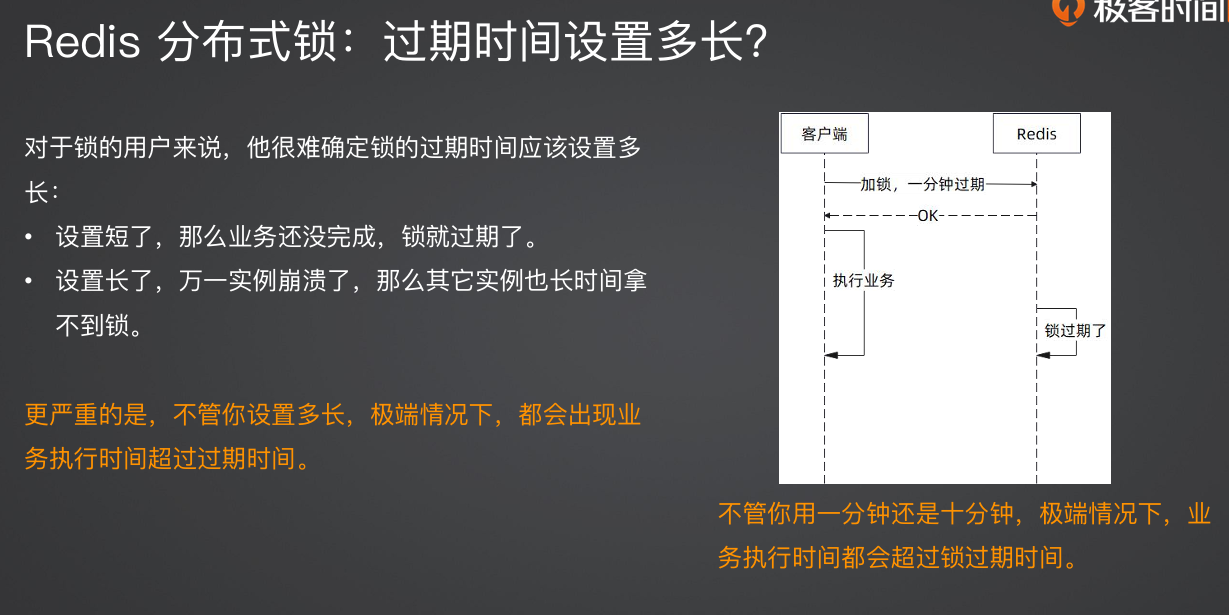 极客时间
Redis 分布式锁：过期时间设置多长？
对于锁的用户来说，他很难确定锁的过期时间应该设置多
长：
• 设置短了，那么业务还没完成，锁就过期了。
• 设置长了，万一实例崩溃了，那么其它实例也长时间拿
不到锁。
更严重的是，不管你设置多长，极端情况下，都会出现业
务执行时间超过过期时间。
客户端
Redis
加锁，一分钟过期
OK
执行业务
锁过期了
不管你用一分钟还是十分钟，极端情况下，业
务执行时间都会超过锁过期时间。